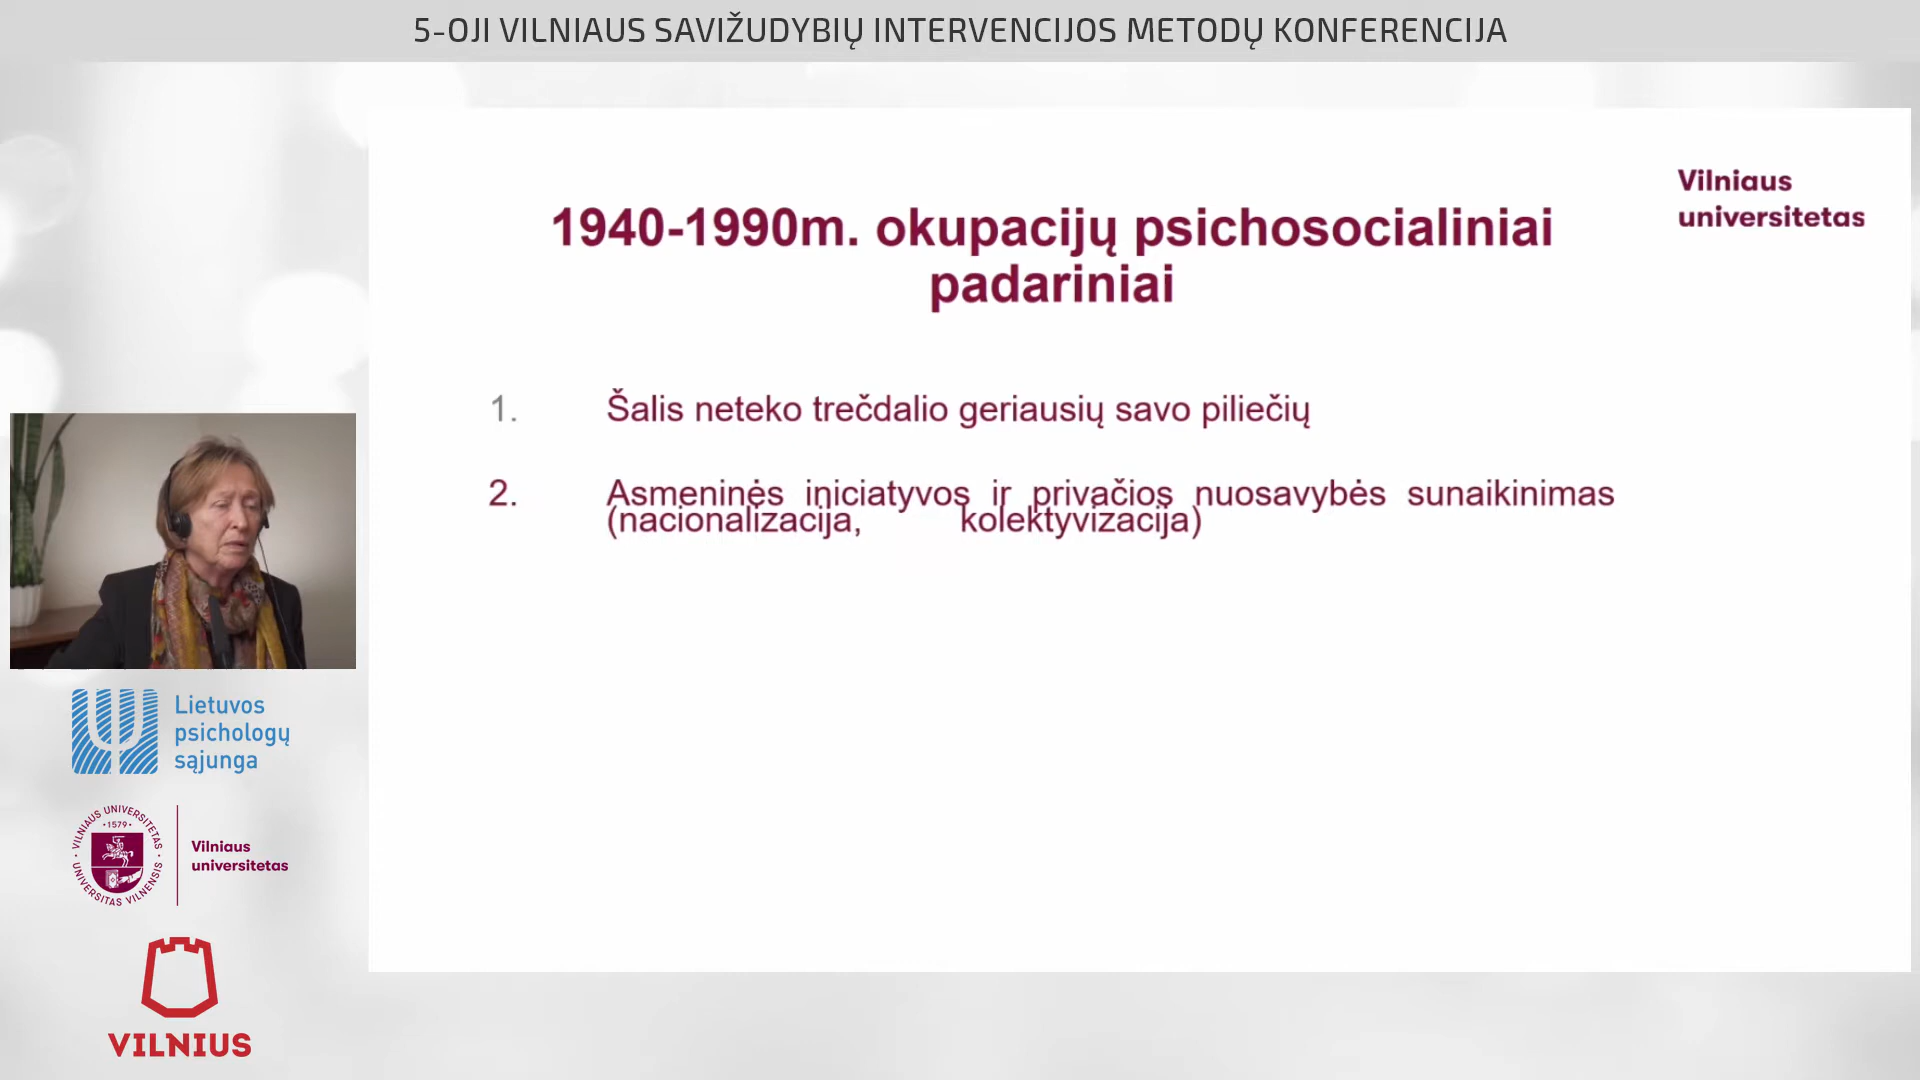 5-OJI VILNIAUS SAVIŽUDYBIŲ INTERVENCIJOS METODŲ KONFERENCIJA
Vilniaus
universitetas
1940-1990m. okupacijų psichosocialiniai
padariniai
1. Šalis neteko trečdalio geriausių savo piliečių
2. Asmeninės iniciatyvos ir privačios nuosavybės sunaikinimas
(nacionalizacija, kolektyvizacija)
Lietuvos
psichologų
sąjunga
VILNIAUS UNIVERSITETAS
1579
UNIVERSITAS VILNENSIS
Vilniaus
universitetas
VILNIUS